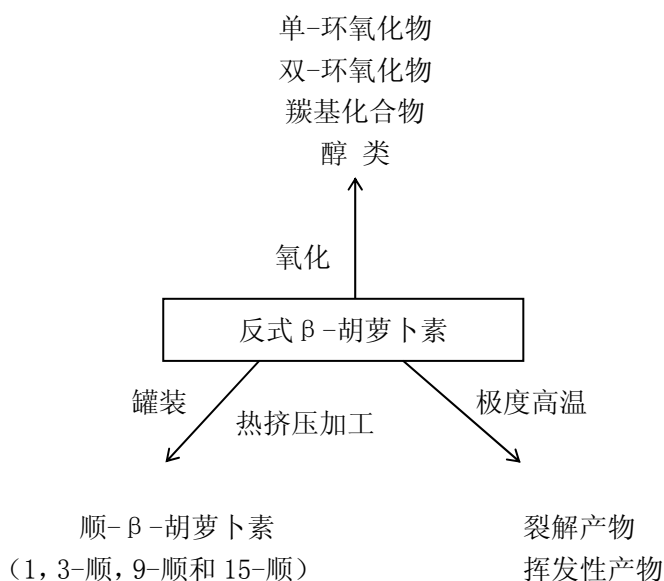 单-环氧化物
双-环氧化物
羰基化合物
醇 类
氧化
反式β-胡萝卜素
罐装
热挤压加工
极度高温
顺-β-胡萝卜素
（1,3-顺,9-顺和 15-顺）
裂解产物
挥发性产物